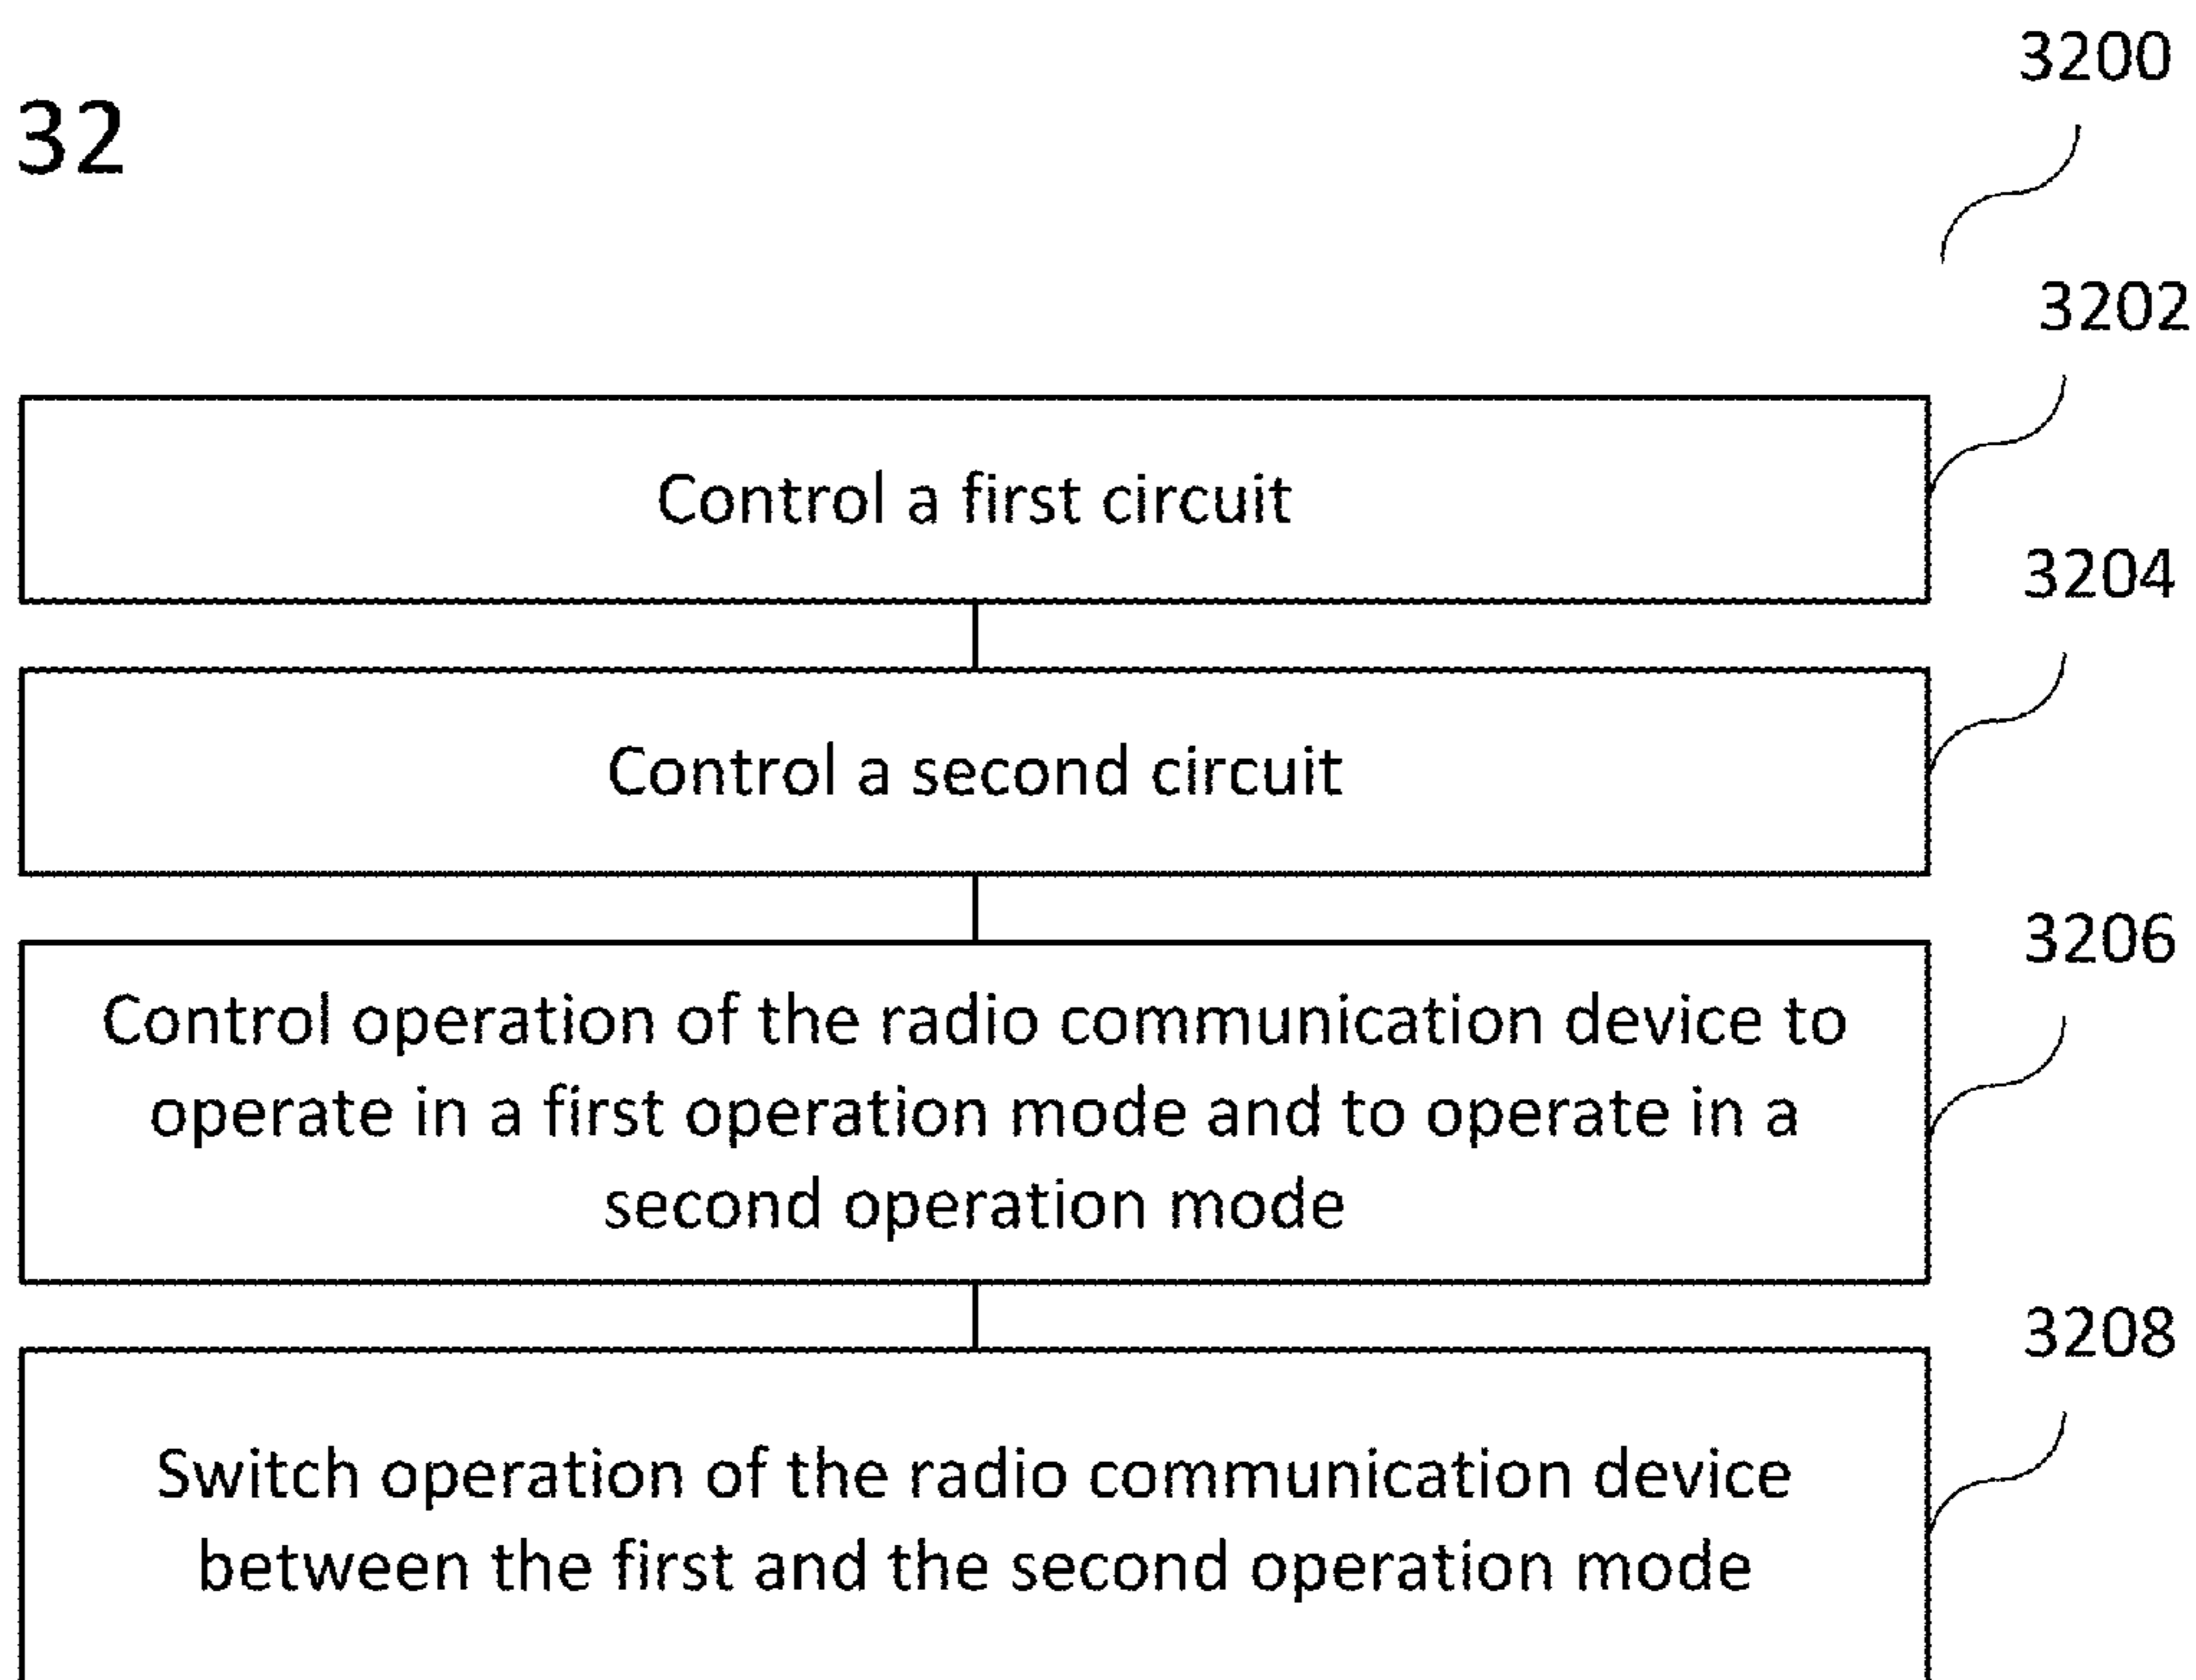 3200
32
3202
Control a first circuit
3204
Control a second circuit
3206
Control operation of the radio communication device to
operate in a first operation mode and to operate in a
second operation mode
3208
Switch operation of the radio communication device
between the first and the second operation mode